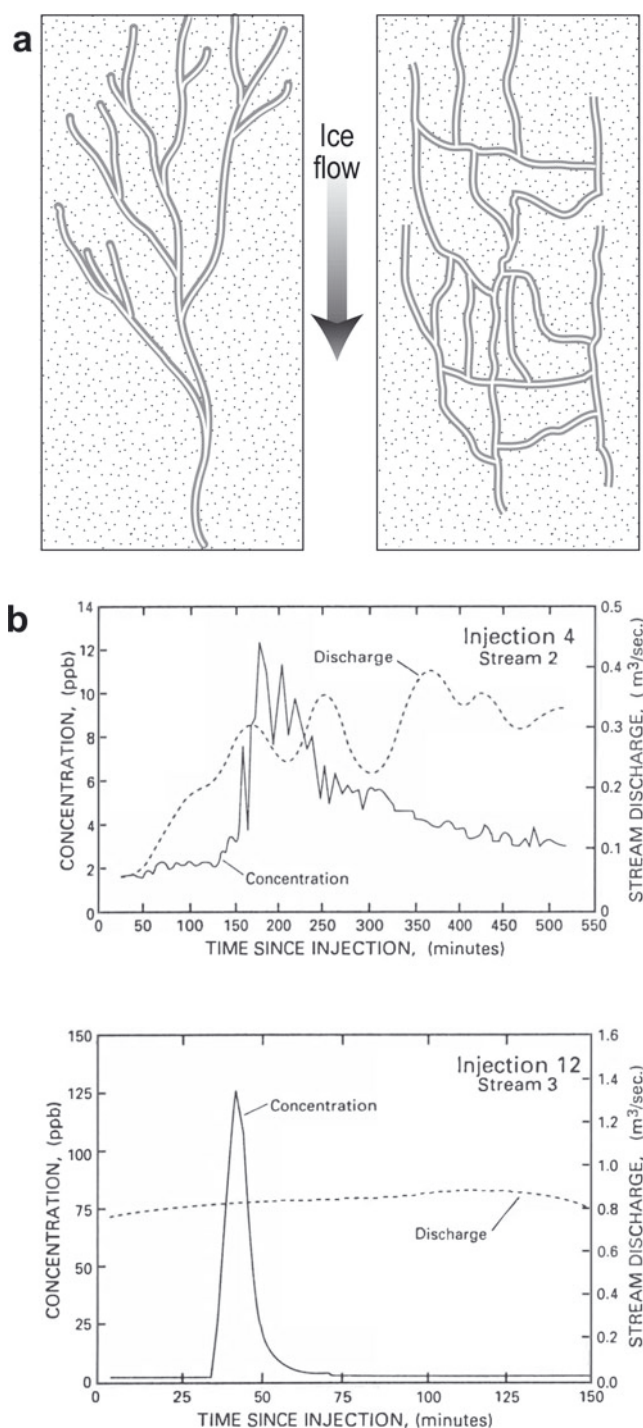 a
Ice
flow
b
14
12
10
8
6
4
2
0
CONCENTRATION, (ppb)
Injection 4
Stream 2
Discharge
Concentration
0.5
0.4
0.3
0.2
0.1
0
STREAM DISCHARGE, (m³/sec.)
0 50 100 150 200 250 300 350 400 450 500 550
TIME SINCE INJECTION, (minutes)
150
125
100
75
50
25
0
CONCENTRATION, (ppb)
Injection 12
Stream 3
Concentration
Discharge
1.6
1.4
1.2
1.0
0.8
0.6
0.4
0.2
0.0
STREAM DISCHARGE, (m³/sec.)
0 25 50 75 100 125 150
TIME SINCE INJECTION, (minutes)